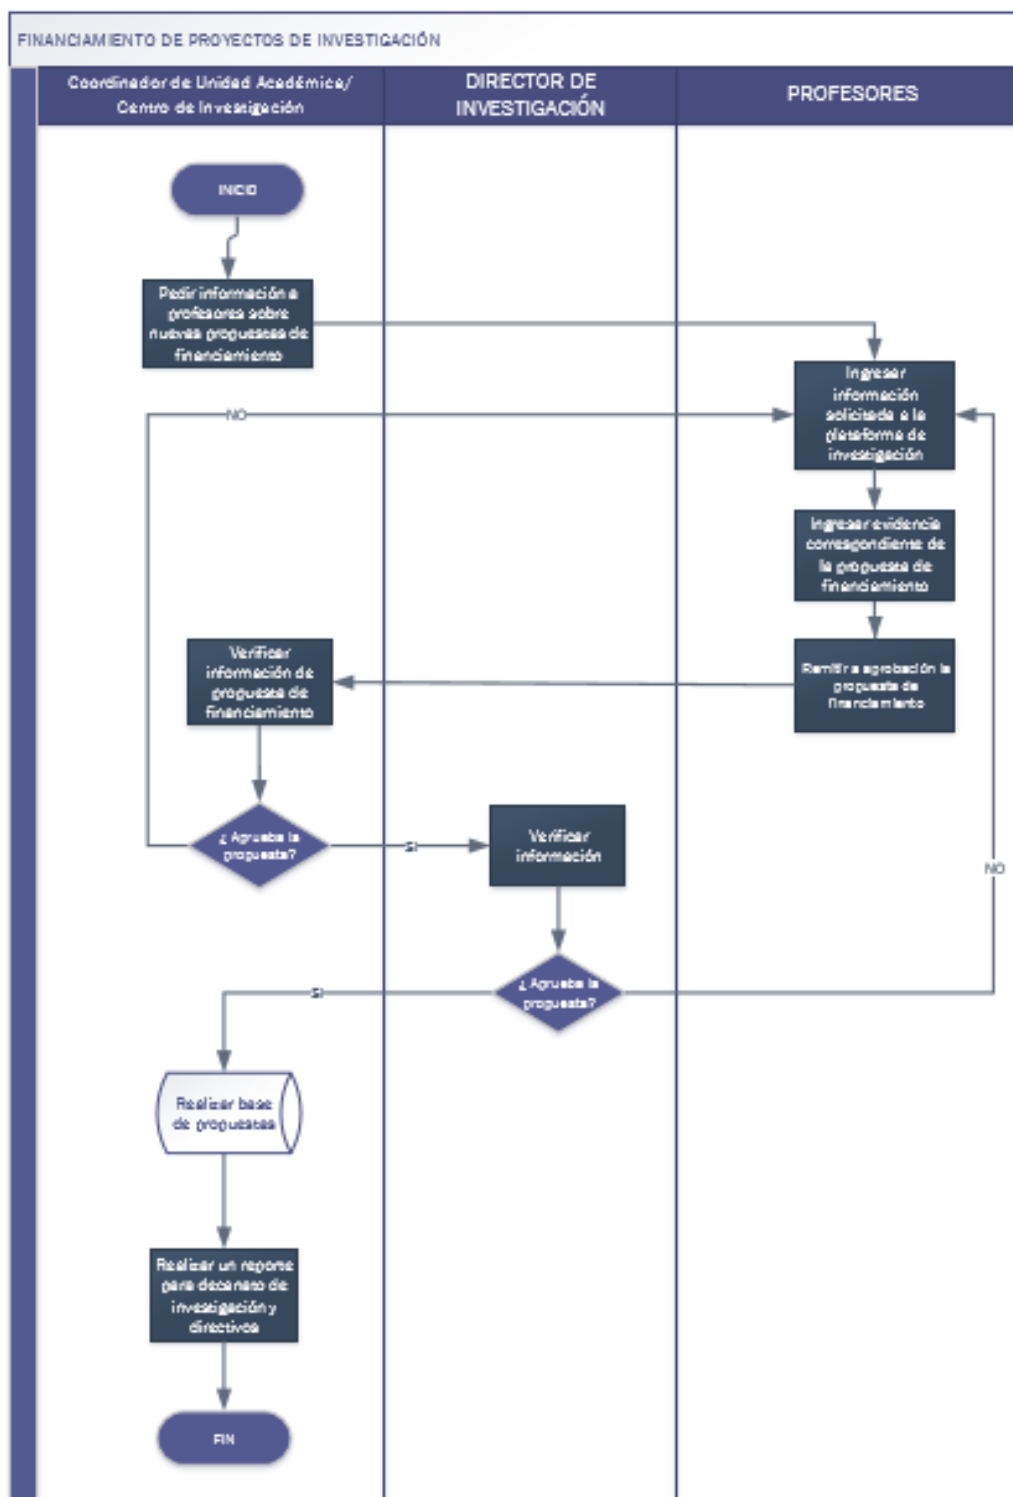 FINANCIAMIENTO DE PROYECTOS DE INVESTIGACIÓN
Coordinador de Unidad Académica/
Centro de Investigación
DIRECTOR DE
INVESTIGACIÓN
PROFESORES
INICIO
Pedir información a
profesores sobre
nuevas propuestas de
financiamiento
Ingresar
información
solicitada a la
plataforma de
investigación
NO
Ingresar evidencia
correspondiente de
la propuesta de
financiamiento
Verificar
información de
propuesta de
financiamiento
Remitir a aprobación la
propuesta de
financiamiento
¿Aprueba la
propuesta?
SI
Verificar
información
NO
¿Aprueba la
propuesta?
SI
Realizar base
de propuestas
Realizar un reporte
para decanato de
investigación y
directivos
FIN